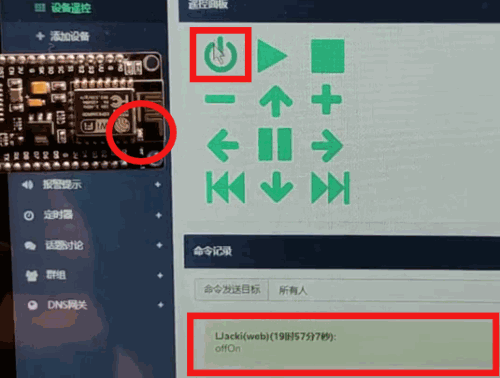 设备遥控
遥控面板
+ 添加设备
WiFi
报警提示 +
定时器 +
话题讨论 +
群组 +
DNS网关 +
命令记录
命令发送目标 所有人
LJacki(web)(19时57分7秒):
offOn